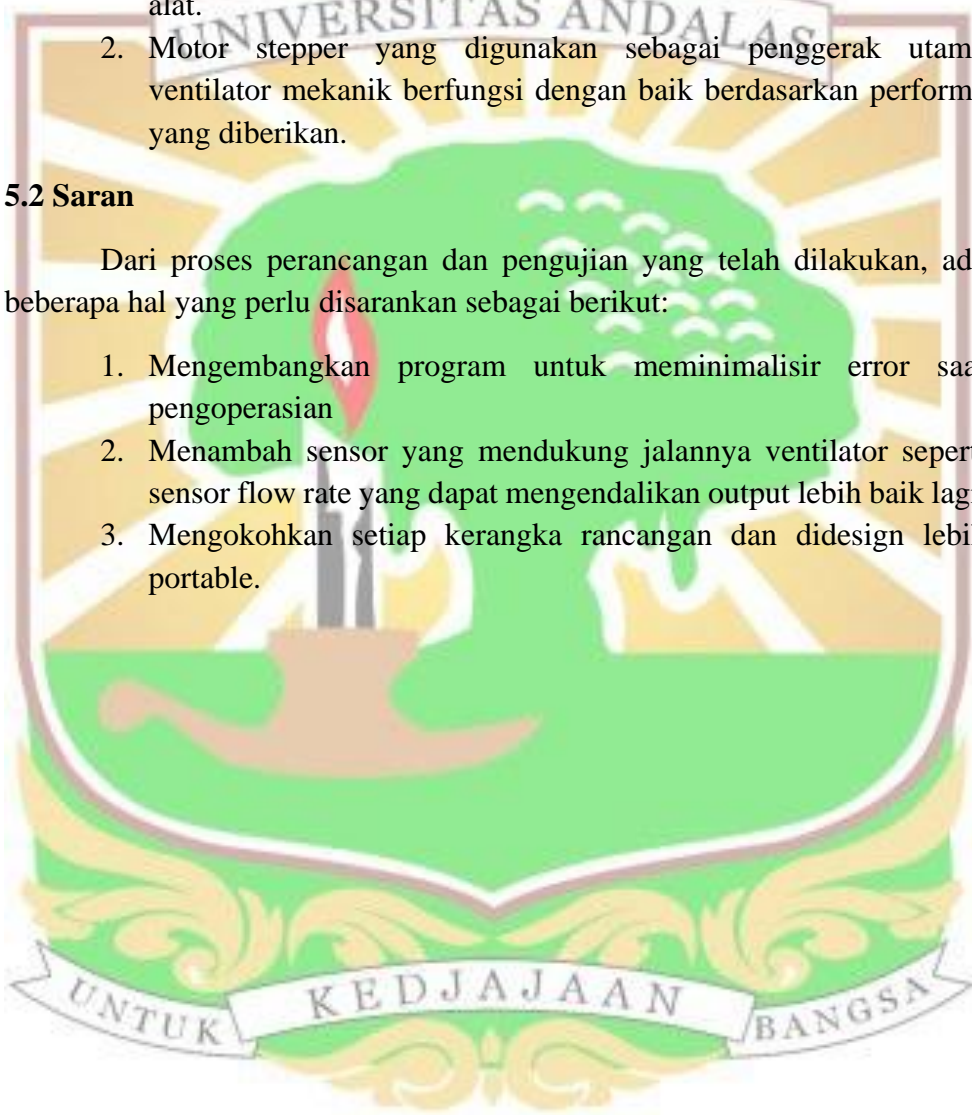 alat.
UNIVERSITAS ANDALAS
2. Motor stepper yang digunakan sebagai penggerak utam
ventilator mekanik berfungsi dengan baik berdasarkan perform
yang diberikan.
5.2 Saran
Dari proses perancangan dan pengujian yang telah dilakukan, ad
beberapa hal yang perlu disarankan sebagai berikut:
1. Mengembangkan program untuk meminimalisir error saa
pengoperasian
2. Menambah sensor yang mendukung jalannya ventilator sepert
sensor flow rate yang dapat mengendalikan output lebih baik lagi
3. Mengokohkan setiap kerangka rancangan dan didesign lebi
portable.
UNTUK KEDJAJAAN BANGSA